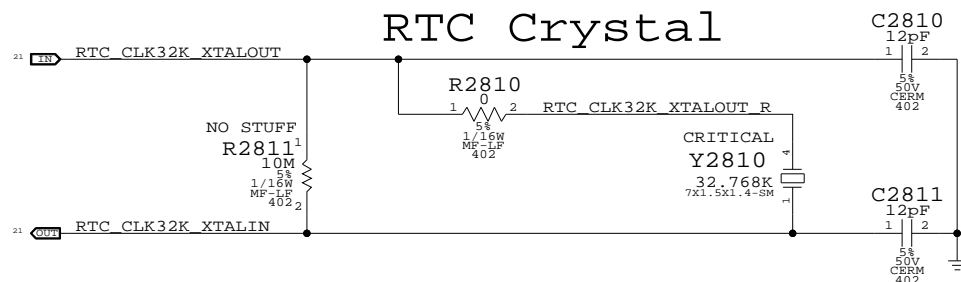 RTC Crystal
C2810
12pF
1 2
5%
50V
CERM
402
21 IN RTC_CLK32K_XTALOUT
R2810
0
1 2
5%
1/16W
MF-LF
402
RTC_CLK32K_XTALOUT_R
NO STUFF
R2811
1
10M
5%
1/16W
MF-LF
402
2
CRITICAL
Y2810
4
32.768K
7X1.5X1.4-SM
1
C2811
12pF
1 2
5%
50V
CERM
402
21 OUT RTC_CLK32K_XTALIN